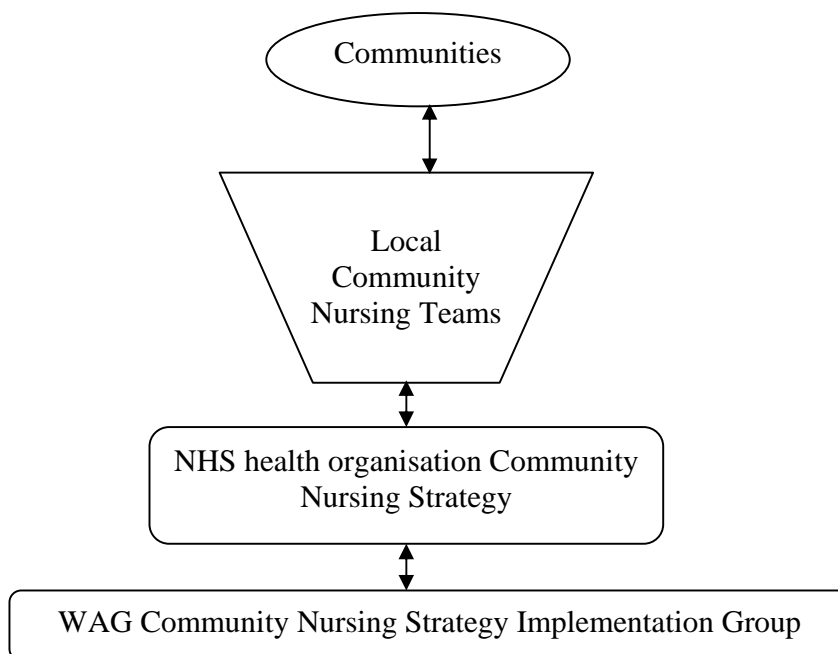 Communities
Local
Community
Nursing Teams
NHS health organisation Community
Nursing Strategy
WAG Community Nursing Strategy Implementation Group